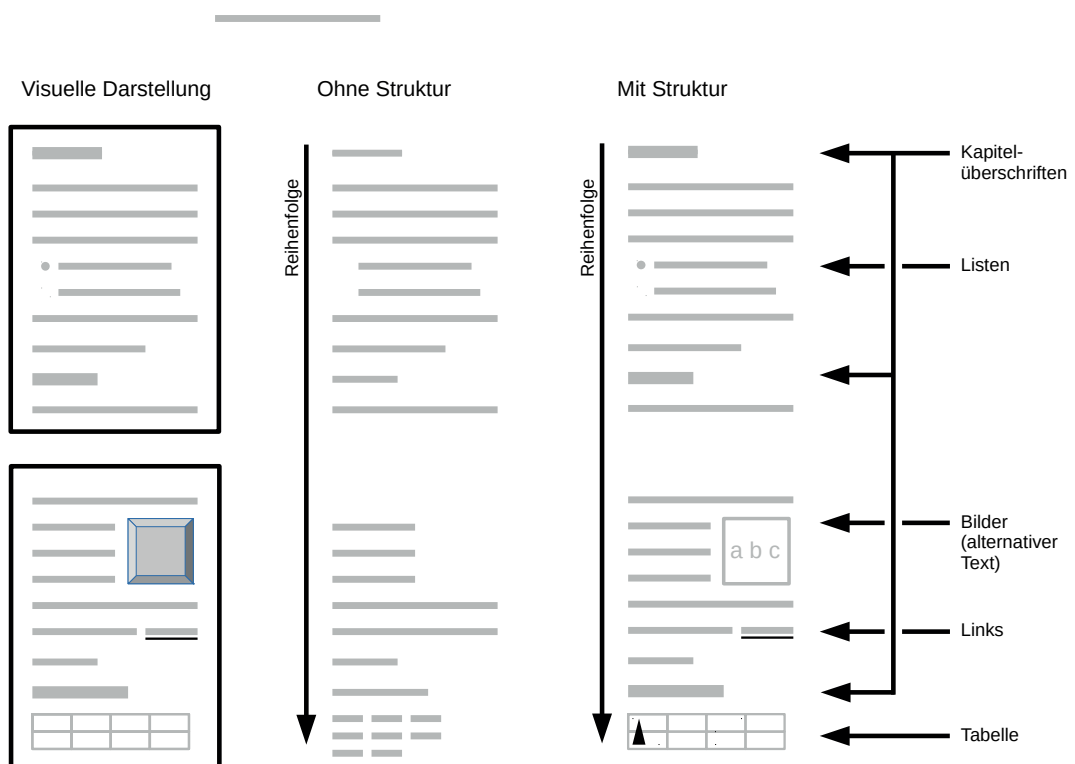 Visuelle Darstellung
Ohne Struktur
Mit Struktur
Reihenfolge
Reihenfolge
Kapitel-
überschriften
Listen
Bilder
(alternativer
Text)
a b c
Links
Tabelle